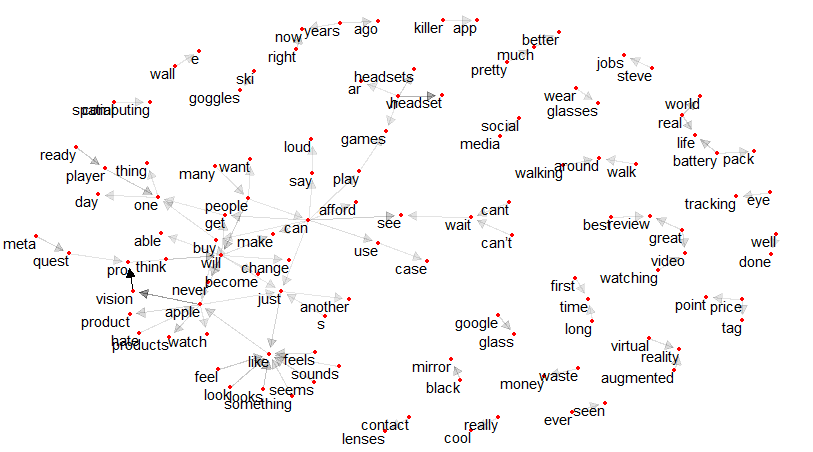 killer app
now years ago
right
better
much
pretty
e
wall
jobs
steve
ski
goggles
headsets
ar
vr headset
wear
glasses
world
real
spatial computing
games
social
media
life
battery pack
loud
ready
player
thing
many want
say
play
walking around walk
day
one
people
get
afford
can
see
wait
cant
can't
tracking eye
best review
great
video
watching
well
done
meta
quest
able
buy
make
use
case
pro think
will
change
vision
never
become
just
another
s
first
time
long
point price
tag
product
apple
hate
products
watch
google
glass
virtual
reality
augmented
like
feels
sounds
feel
look
looks
seems
something
mirror
black
money waste
ever seen
contact
lenses
really
cool